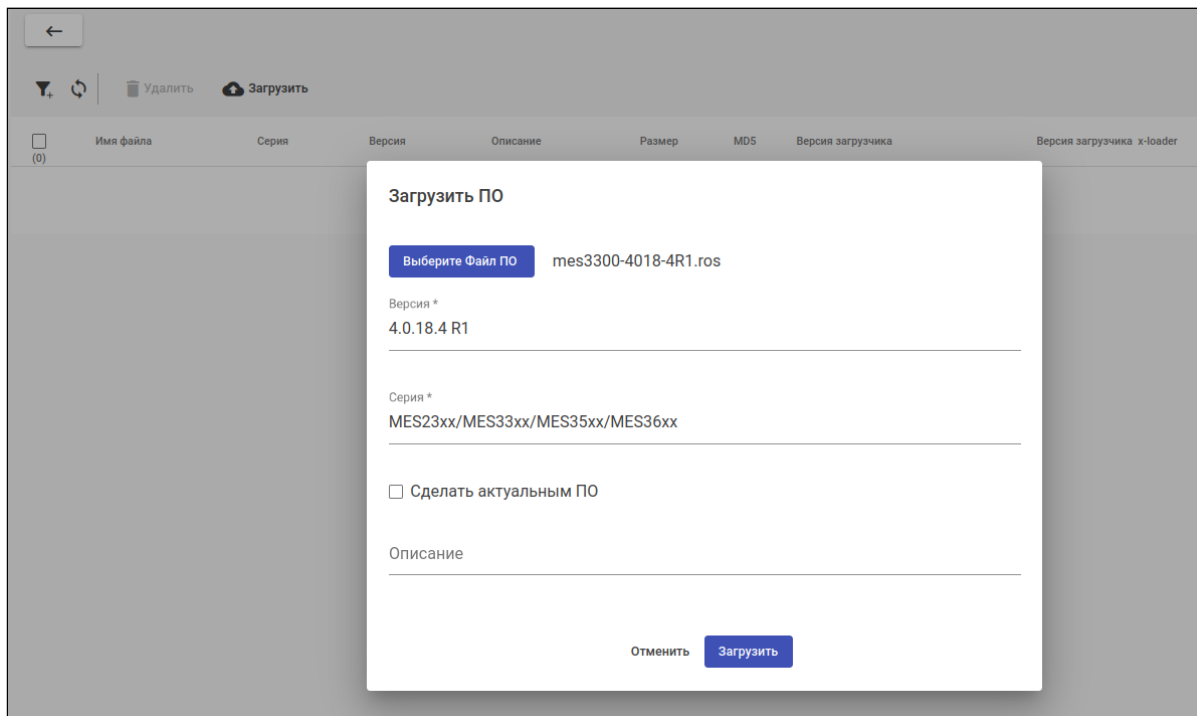 Удалить Загрузить
Имя файла Серия Версия Описание Размер MD5 Версия загрузчика Версия загрузчика x-loader
(0)
Загрузить ПО
Выберите Файл ПО mes3300-4018-4R1.ros
Версия *
4.0.18.4 R1
Серия *
MES23xx/MES33xx/MES35xx/MES36xx
Сделать актуальным ПО
Описание
Отменить Загрузить